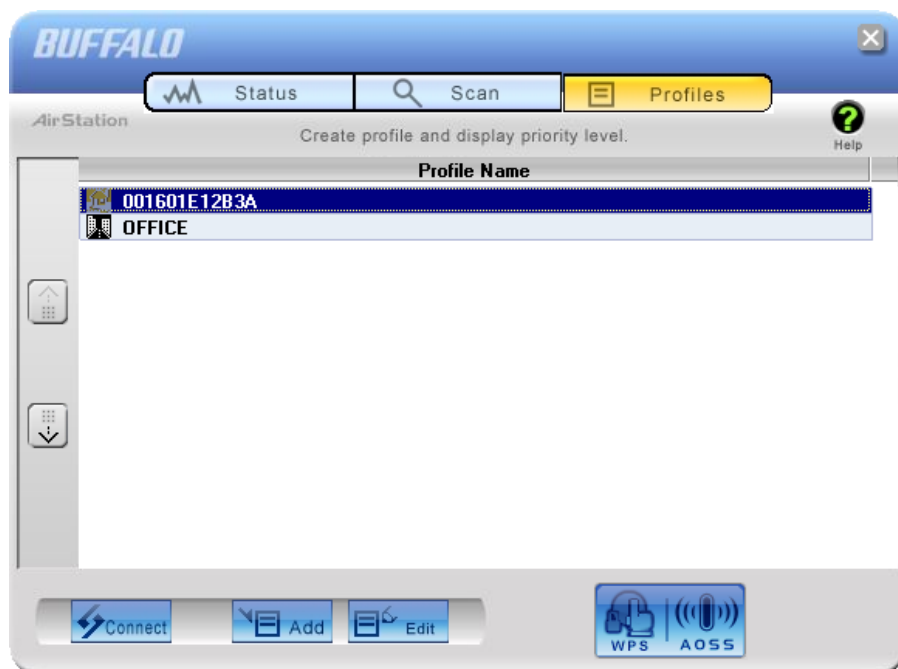 BUFFALO
Status
Scan
Profiles
AirStation
Create profile and display priority level.
Help
Profile Name
001601E12B3A
OFFICE
Connect
Add
Edit
WPS
AOSS